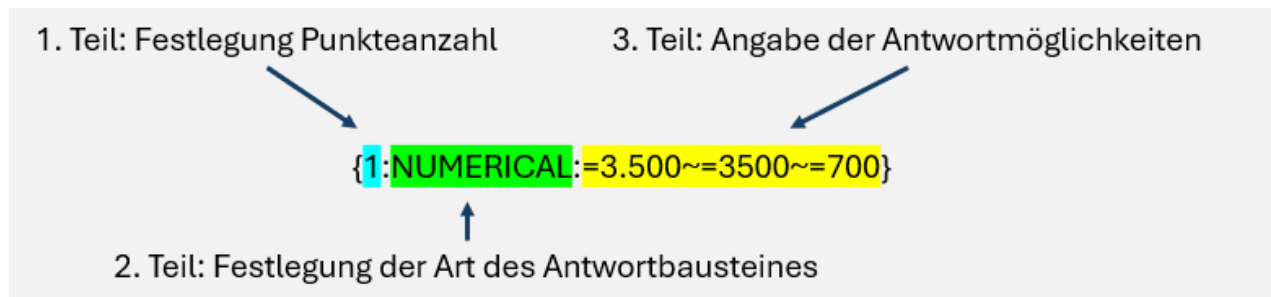 1. Teil: Festlegung Punkteanzahl
3. Teil: Angabe der Antwortmöglichkeiten
{1:NUMERICAL:=3.500~=3500~=700}
2. Teil: Festlegung der Art des Antwortbausteines